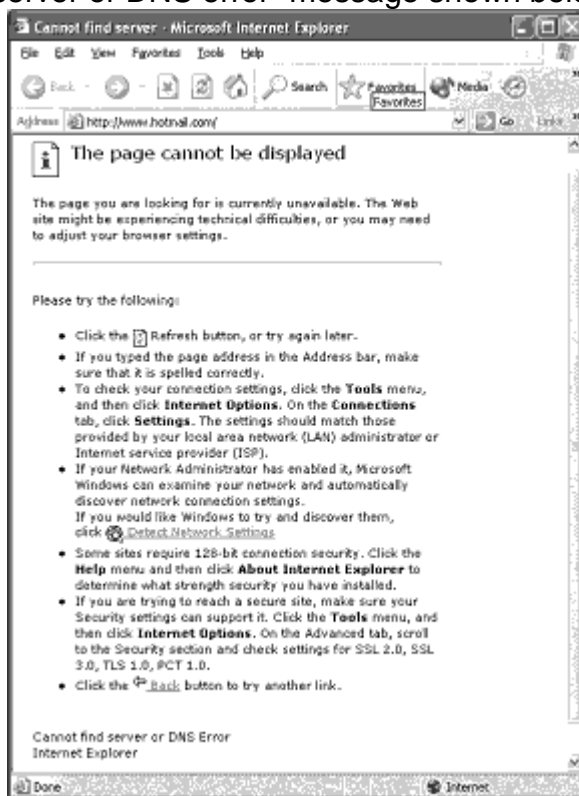 server or DNS error" message shown belo
Cannot find server - Microsoft Internet Explorer
File Edit View Favorites Tools Help
Back Search Favorites Media
Favorites
Address http://www.hotmail.com/ Go Links
The page cannot be displayed
The page you are looking for is currently unavailable. The Web
site might be experiencing technical difficulties, or you may need
to adjust your browser settings.
Please try the following:
• Click the Refresh button, or try again later.
• If you typed the page address in the Address bar, make
sure that it is spelled correctly.
• To check your connection settings, click the Tools menu,
and then click Internet Options. On the Connections
tab, click Settings. The settings should match those
provided by your local area network (LAN) administrator or
Internet service provider (ISP).
• If your Network Administrator has enabled it, Microsoft
Windows can examine your network and automatically
discover network connection settings.
If you would like Windows to try and discover them,
click Detect Network Settings
• Some sites require 128-bit connection security. Click the
Help menu and then click About Internet Explorer to
determine what strength security you have installed.
• If you are trying to reach a secure site, make sure your
Security settings can support it. Click the Tools menu, and
then click Internet Options. On the Advanced tab, scroll
to the Security section and check settings for SSL 2.0, SSL
3.0, TLS 1.0, PCT 1.0.
• Click the Back button to try another link.
Cannot find server or DNS Error
Internet Explorer
Done Internet